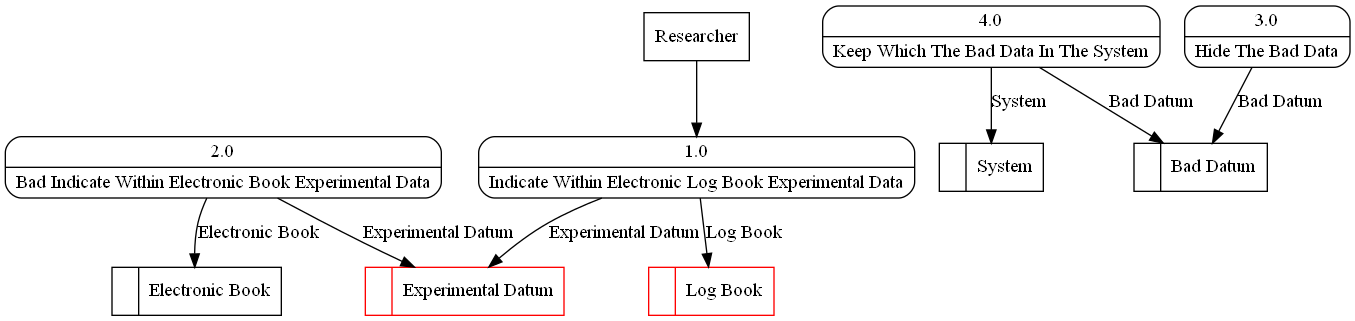 Researcher
4.0
Keep Which The Bad Data In The System
3.0
Hide The Bad Data
System
Bad Datum
Bad Datum
2.0
Bad Indicate Within Electronic Book Experimental Data
1.0
Indicate Within Electronic Log Book Experimental Data
System
Bad Datum
Electronic Book
Experimental Datum
Experimental Datum
Log Book
Electronic Book
Experimental Datum
Log Book